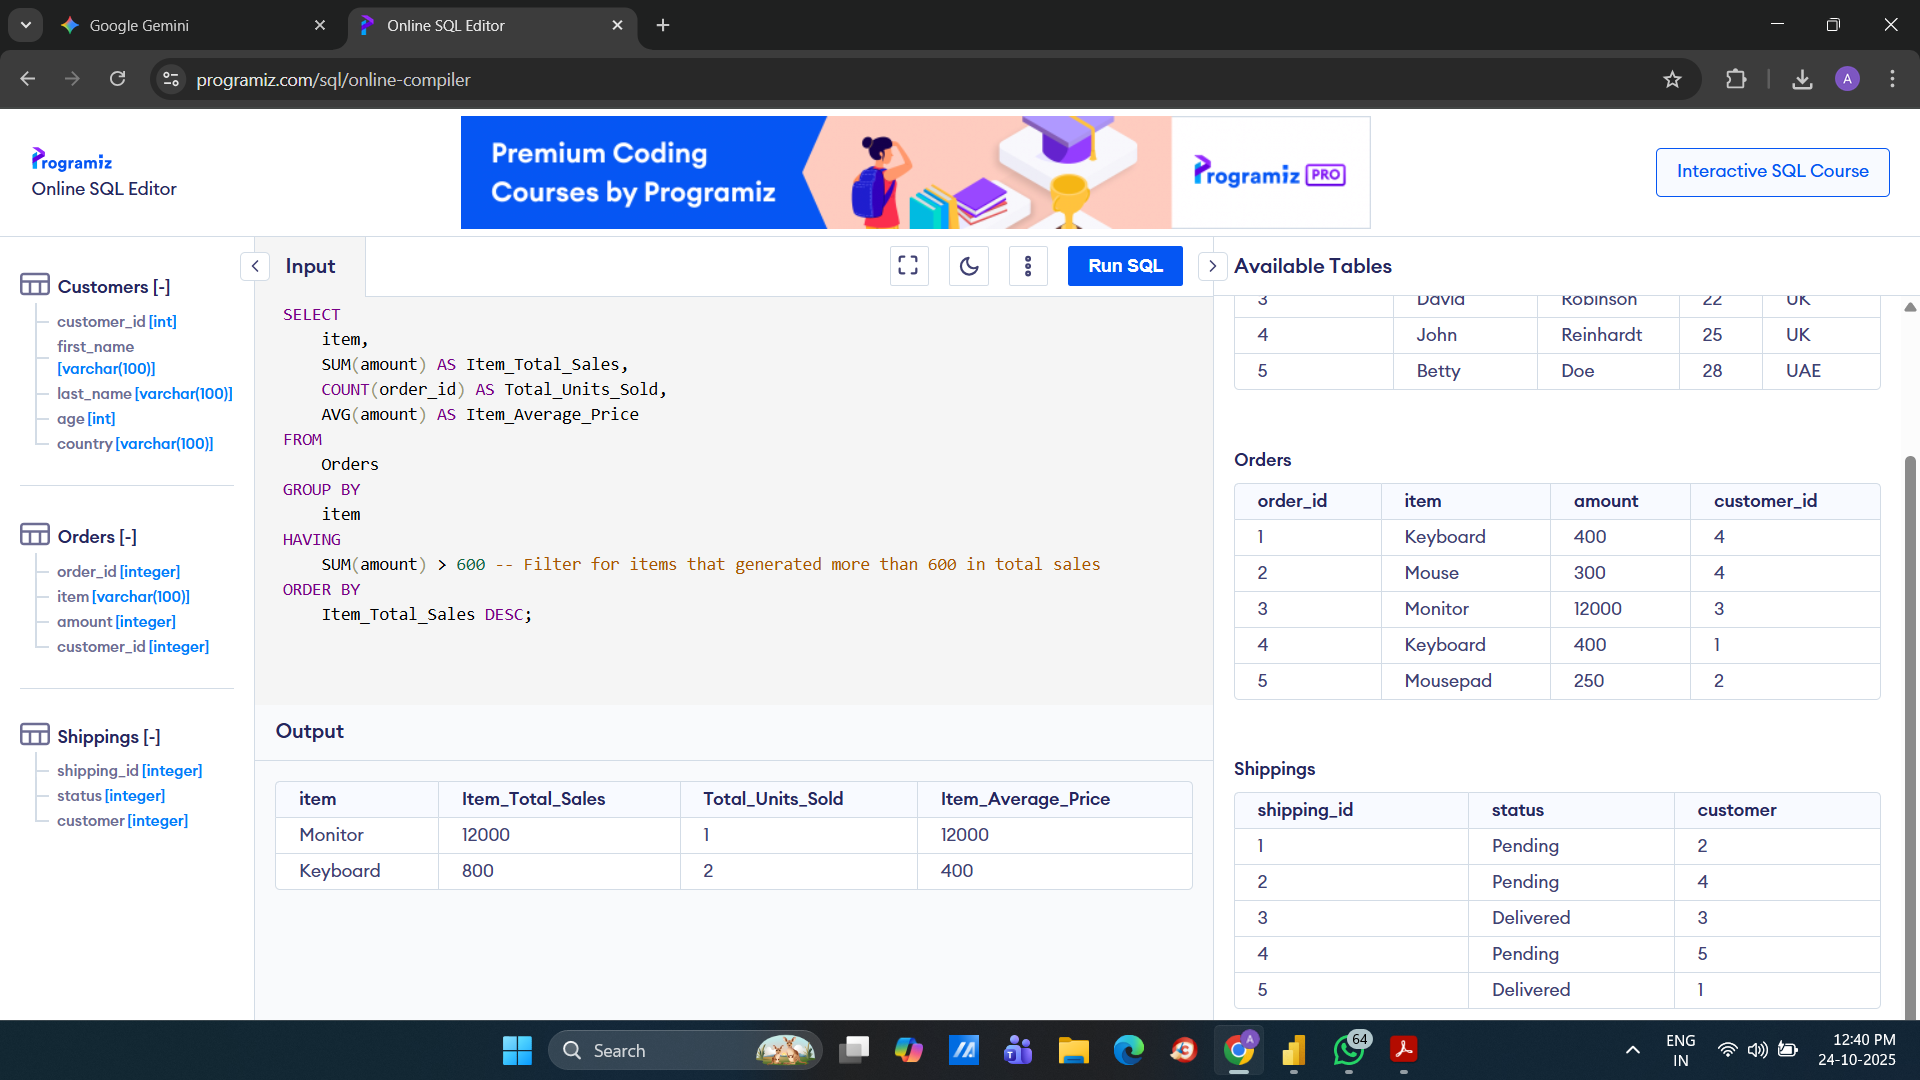 Google Gemini
Online SQL Editor
programiz.com/sql/online-compiler
A
Programiz
Online SQL Editor
Premium Coding
Courses by Programiz
Programiz PRO
Interactive SQL Course
Customers [-]
customer_id [int]
first_name
[varchar(100)]
last_name [varchar(100)]
age [int]
country [varchar(100)]
Orders [-]
order_id [integer]
item [varchar(100)]
amount [integer]
customer_id [integer]
Shippings [-]
shipping_id [integer]
status [integer]
customer [integer]
Input
Run SQL
SELECT
item,
SUM(amount) AS Item_Total_Sales,
COUNT(order_id) AS Total_Units_Sold,
AVG(amount) AS Item_Average_Price
FROM
Orders
GROUP BY
item
HAVING
SUM(amount) > 600 -- Filter for items that generated more than 600 in total sales
ORDER BY
Item_Total_Sales DESC;
Output
item Item_Total_Sales Total_Units_Sold Item_Average_Price
Monitor 12000 1 12000
Keyboard 800 2 400
Available Tables
3 David Robinson 22 UK
4 John Reinhardt 25 UK
5 Betty Doe 28 UAE
Orders
order_id item amount customer_id
1 Keyboard 400 4
2 Mouse 300 4
3 Monitor 12000 3
4 Keyboard 400 1
5 Mousepad 250 2
Shippings
shipping_id status customer
1 Pending 2
2 Pending 4
3 Delivered 3
4 Pending 5
5 Delivered 1
Search
A
64
ENG
IN
12:40 PM
24-10-2025